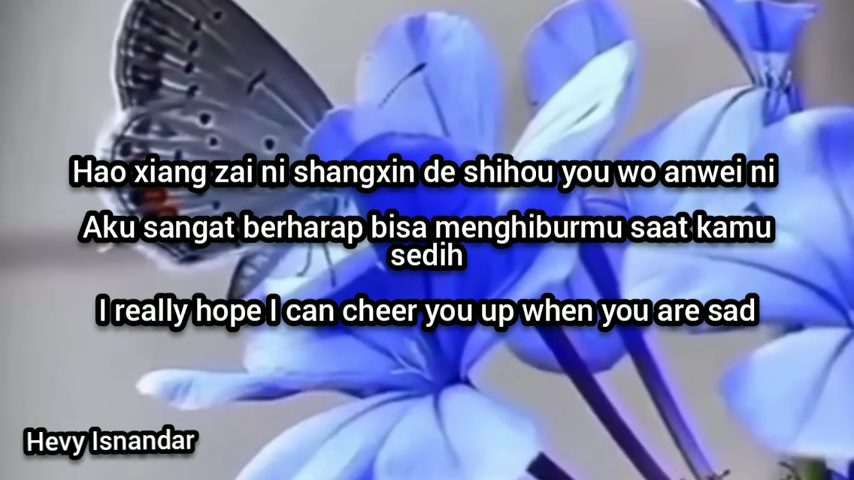 Hao xiang zai ni shangxin de shihou you wo anwei ni
Aku sangat berharap bisa menghiburmu saat kamu
sedih
I really hope I can cheer you up when you are sad
Hevy Isnandar